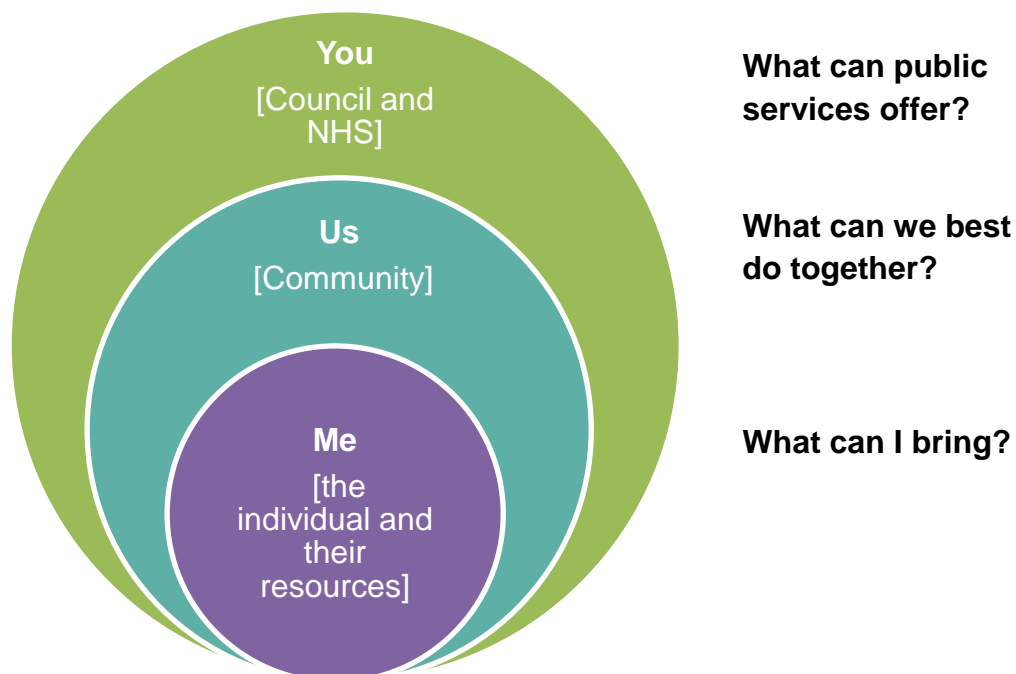 You
[Council and
NHS]
What can public
services offer?
Us
[Community]
What can we best
do together?
Me
[the
individual and
their
resources]
What can I bring?